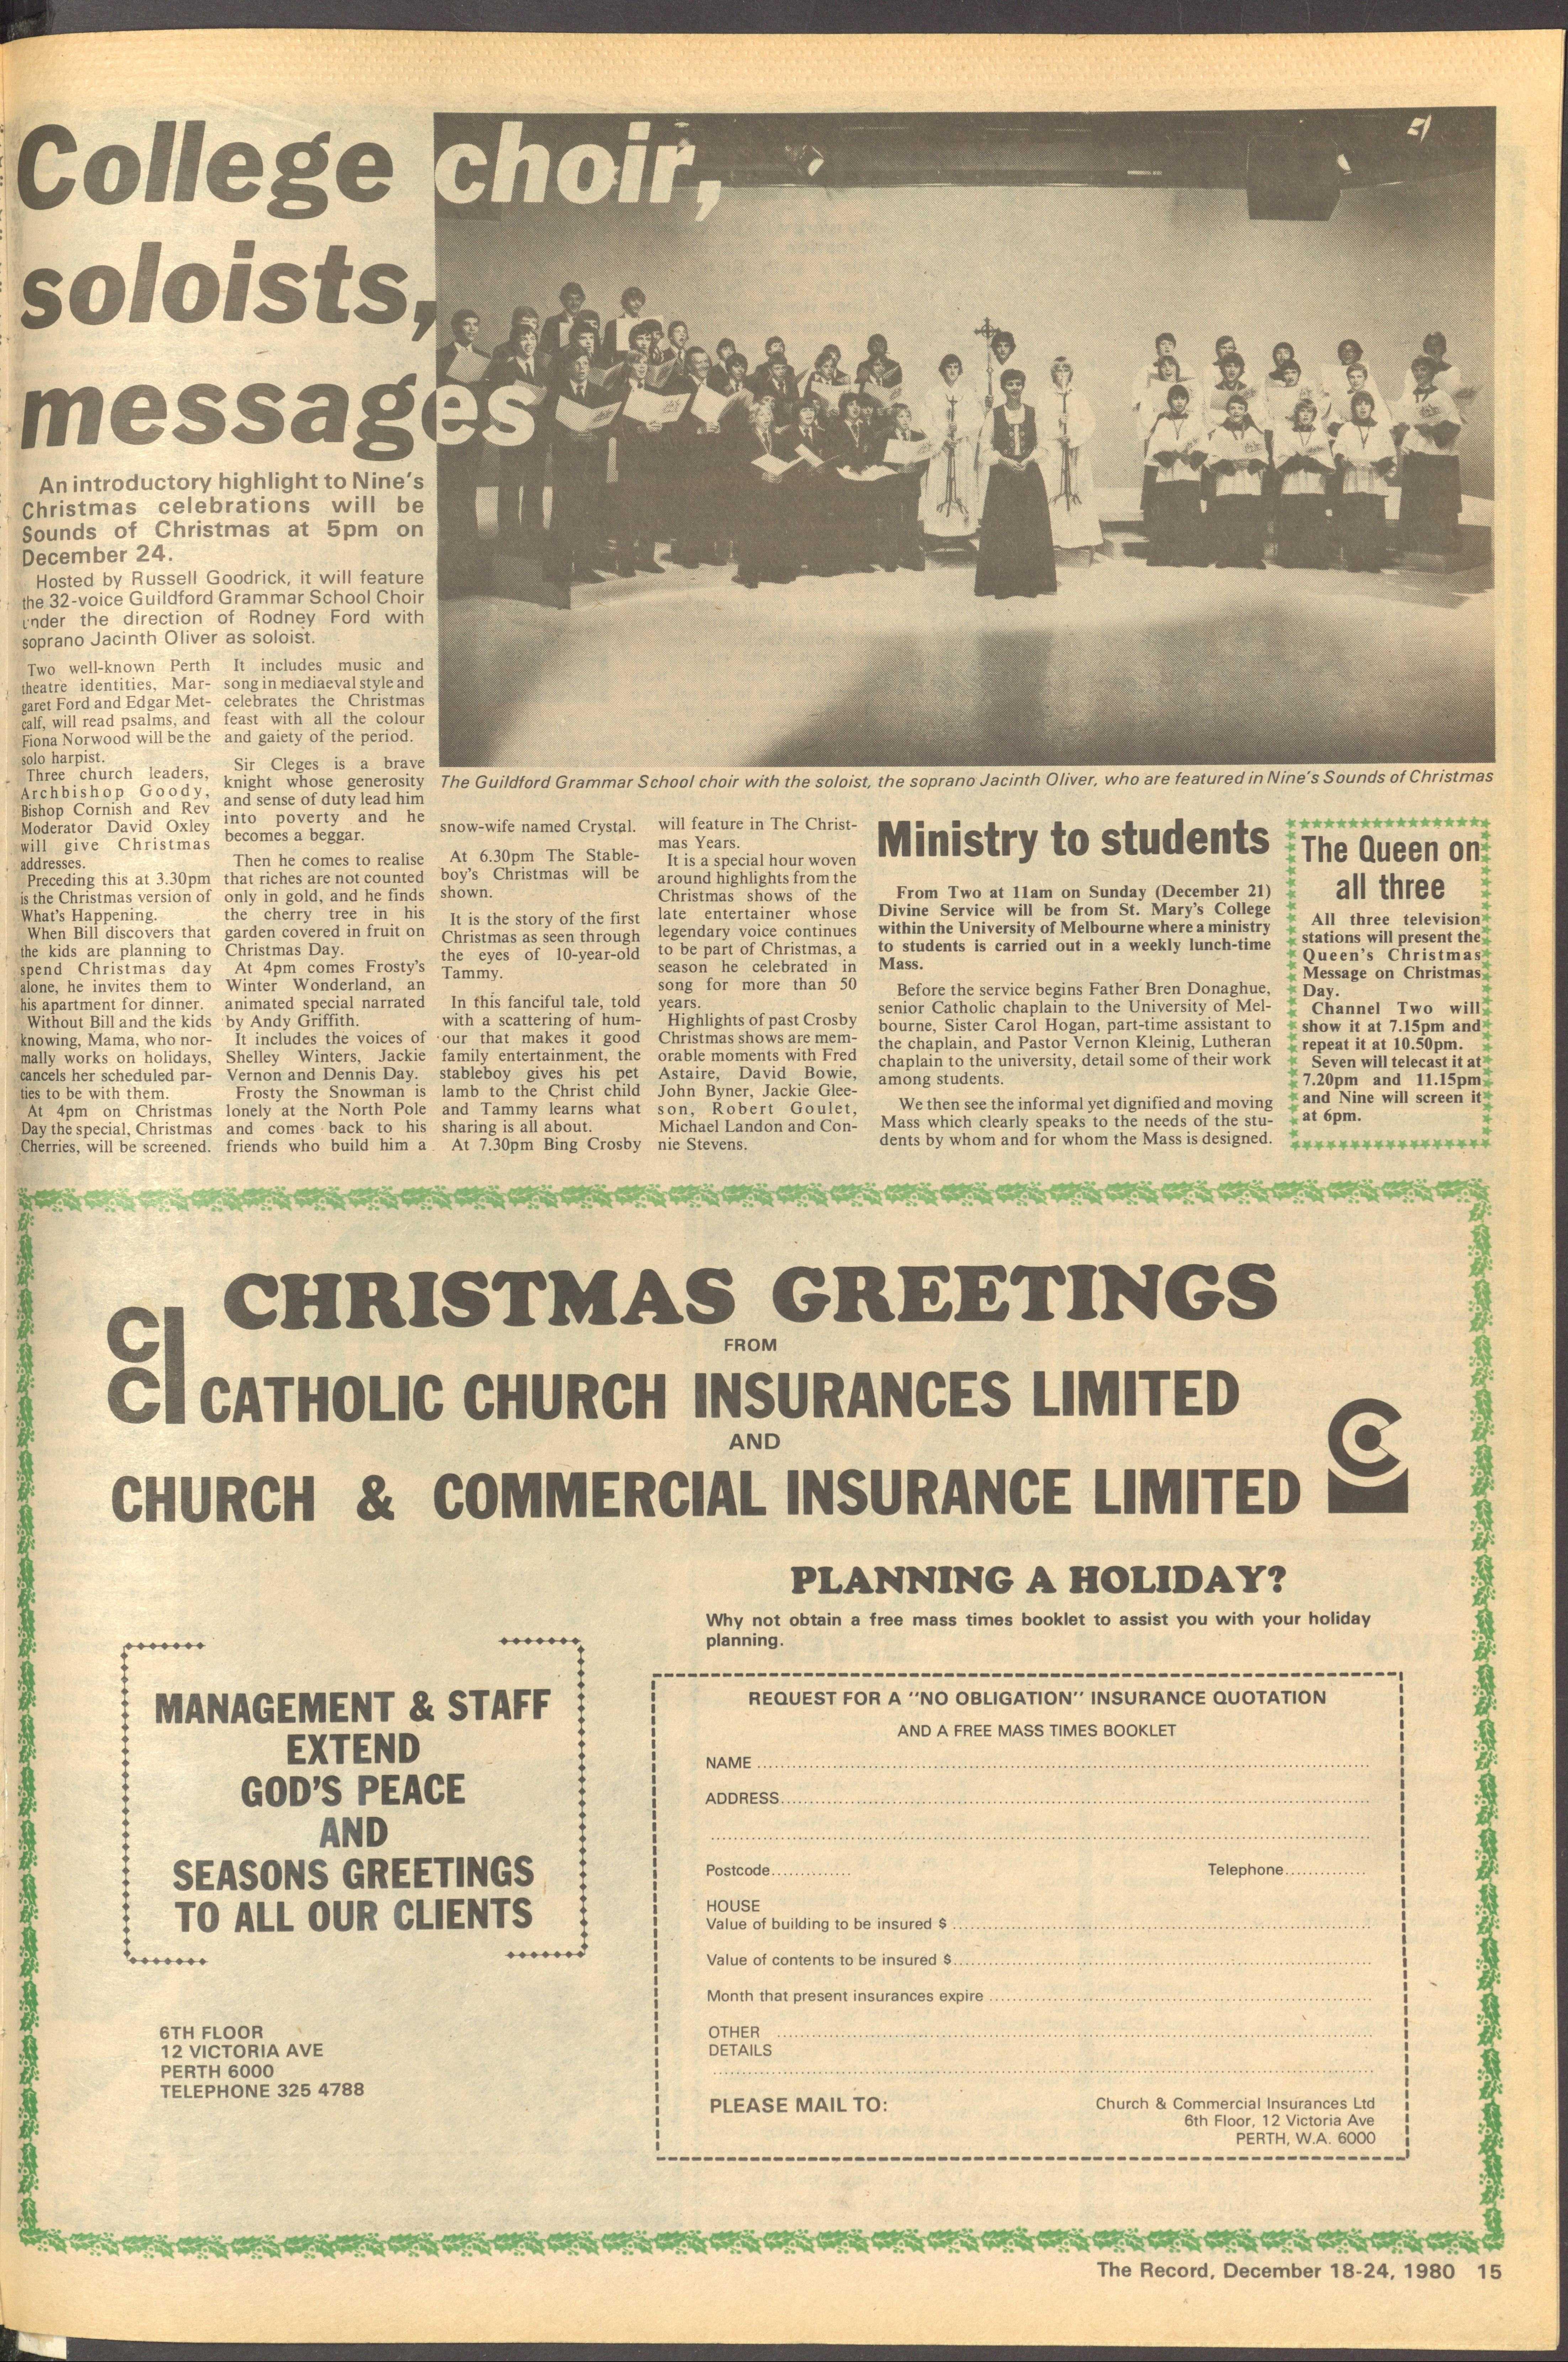 College choir,
soloists,
messages
An introductory highlight to Nine's
Christmas celebrations will be
Sounds of Christmas at 5pm on
December 24.
Hosted by Russell Goodrick, it will feature
the 32-voice Guildford Grammar School Choir
under the direction of Rodney Ford with
soprano Jacinth Oliver as soloist.
Two well-known Perth
theatre identities, Mar-
garet Ford and Edgar Met-
calf, will read psalms, and
Fiona Norwood will be the
solo harpist.
Three church leaders,
Archbishop Goody,
Bishop Cornish and Rev
Moderator David Oxley
will give Christmas
addresses.
Preceding this at 3.30pm
is the Christmas version of
What's Happening.
When Bill discovers that
the kids are planning to
spend Christmas day
alone, he invites them to
his apartment for dinner.
Without Bill and the kids
knowing, Mama, who nor-
mally works on holidays,
cancels her scheduled par-
ties to be with them.
At 4pm on Christmas
Day the special, Christmas
Cherries, will be screened.
It includes music and
song in mediaeval style and
celebrates the Christmas
feast with all the colour
and gaiety of the period.
Sir Cleges is a brave
knight whose generosity
and sense of duty lead him
into poverty and he
becomes a beggar.
Then he comes to realise
that riches are not counted
only in gold, and he finds
the cherry tree in his
garden covered in fruit on
Christmas Day.
At 4pm comes Frosty's
Winter Wonderland, an
animated special narrated
by Andy Griffith.
It includes the voices of
Shelley Winters, Jackie
Vernon and Dennis Day.
Frosty the Snowman is
lonely at the North Pole
and comes back to his
friends who build him a
The Guildford Grammar School choir with the soloist, the soprano Jacinth Oliver, who are featured in Nine's Sounds of Christmas
snow-wife named Crystal.
At 6.30pm The Stable-
boy's Christmas will be
shown.
It is the story of the first
Christmas as seen through
the eyes of 10-year-old
Tammy.
In this fanciful tale, told
with a scattering of hum-
our that makes it good
family entertainment, the
stableboy gives his pet
lamb to the Christ child
and Tammy learns what
sharing is all about.
At 7.30pm Bing Crosby
will feature in The Christ-
mas Years.
It is a special hour woven
around highlights from the
Christmas shows of the
late entertainer whose
legendary voice continues
to be part of Christmas, a
season he celebrated in
song for more than 50
years.
Highlights of past Crosby
Christmas shows are mem-
orable moments with Fred
Astaire, David Bowie,
John Byner, Jackie Glee-
son, Robert Goulet,
Michael Landon and Con-
nie Stevens.
Ministry to students
From Two at 11am on Sunday (December 21)
Divine Service will be from St. Mary's College
within the University of Melbourne where a ministry
to students is carried out in a weekly lunch-time
Mass.
Before the service begins Father Bren Donaghue,
senior Catholic chaplain to the University of Mel-
bourne, Sister Carol Hogan, part-time assistant to
the chaplain, and Pastor Vernon Kleinig, Lutheran
chaplain to the university, detail some of their work
among students.
We then see the informal yet dignified and moving
Mass which clearly speaks to the needs of the stu-
dents by whom and for whom the Mass is designed.
The Queen on
all three
All three television
stations will present the
Queen's Christmas
Message on Christmas
Day.
Channel Two will
show it at 7.15pm and
repeat it at 10.50pm.
Seven will telecast it at
7.20pm and 11.15pm
and Nine will screen it
at 6pm.
CHRISTMAS GREETINGS
FROM
CI
CI
CATHOLIC CHURCH INSURANCES LIMITED
AND
CHURCH & COMMERCIAL INSURANCE LIMITED
PLANNING A HOLIDAY?
Why not obtain a free mass times booklet to assist you with your holiday
planning.
MANAGEMENT & STAFF
EXTEND
GOD'S PEACE
AND
SEASONS GREETINGS
TO ALL OUR CLIENTS
6TH FLOOR
12 VICTORIA AVE
PERTH 6000
TELEPHONE 325 4788
REQUEST FOR A "NO OBLIGATION" INSURANCE QUOTATION
AND A FREE MASS TIMES BOOKLET
NAME
ADDRESS
Postcode Telephone
HOUSE
Value of building to be insured $
Value of contents to be insured $
Month that present insurances expire
OTHER
DETAILS
PLEASE MAIL TO:
Church & Commercial Insurances Ltd
6th Floor, 12 Victoria Ave
PERTH, W.A. 6000
The Record, December 18-24, 1980 15